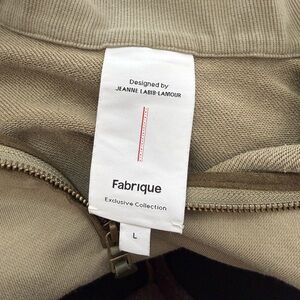 Designed by
JEANNE LABIB-LAMOUR
Fabrique
Exclusive Collection
L